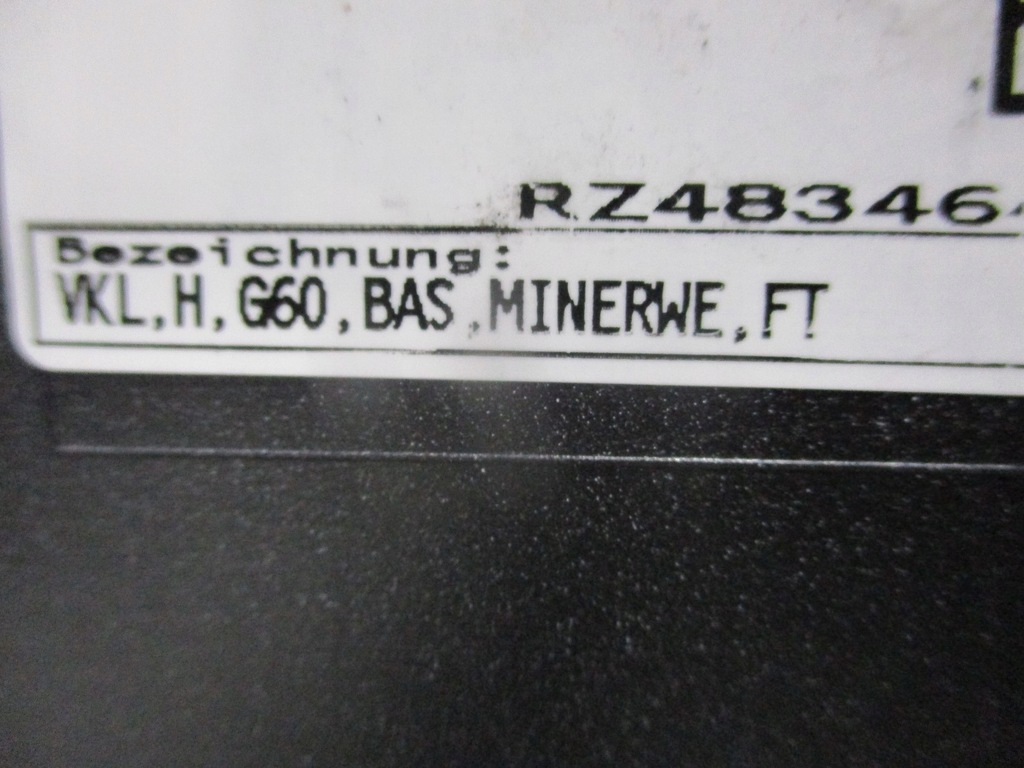 RZ48346
Bezeichnung:
VKL,H,G60,BAS,MINERWE,FT